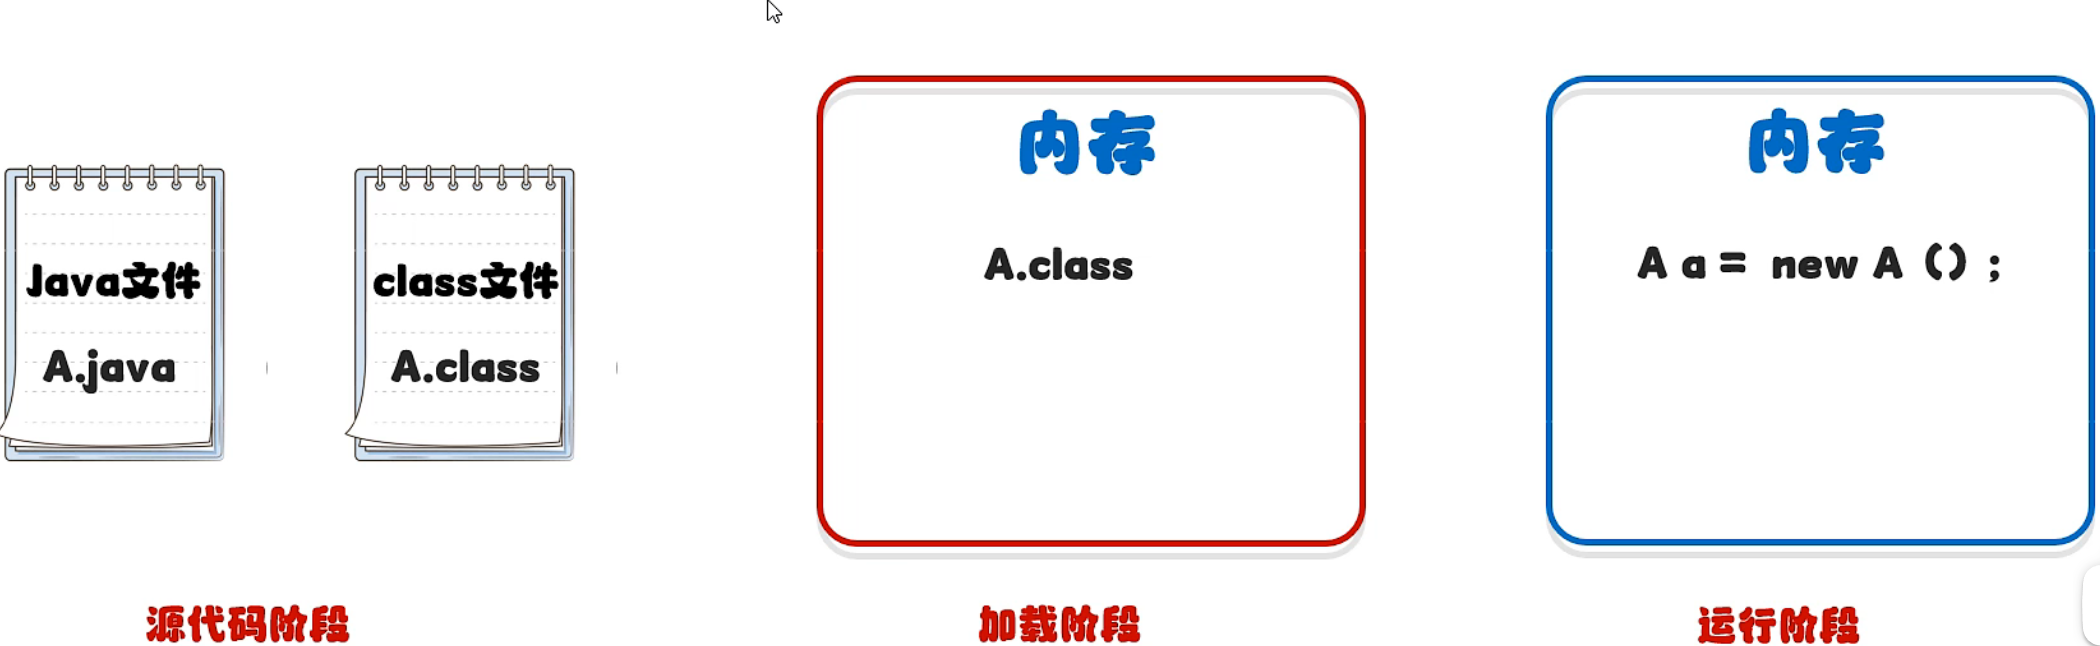 Java文件
A.java
class文件
A.class
源代码阶段
内存
A.class
加载阶段
内存
A a = new A () ;
运行阶段